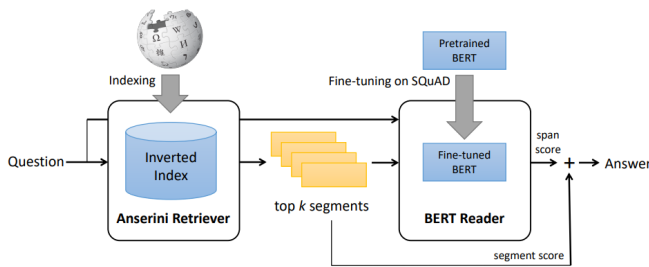 Pretrained
BERT
Indexing
Fine-tuning on SQuAD
Question
Inverted
Index
Anserini Retriever
top k segments
Fine-tuned
BERT
BERT Reader
span
score
+
Answer
segment score